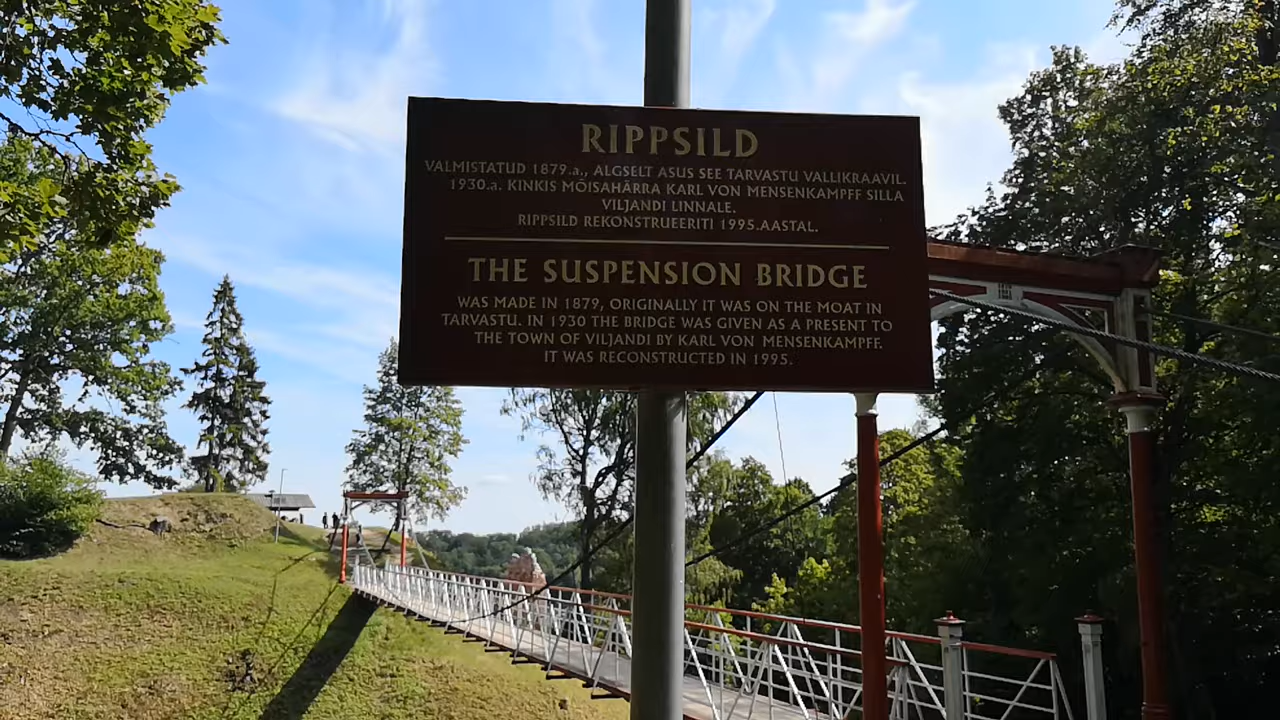 RIPPSILD
VALMISTATUD 1879.a., ALGSELT ASUS SEE TARVASTU VALLIKRAAVIL.
1930.a. KINKIS MÕISAHÄRRA KARL VON MENSENKAMPFF SILLA
VILJANDI LINNALE.
RIPPSILD REKONSTRUEERITI 1995.AASTAL.
THE SUSPENSION BRIDGE
WAS MADE IN 1879, ORIGINALLY IT WAS ON THE MOAT IN
TARVASTU. IN 1930 THE BRIDGE WAS GIVEN AS A PRESENT TO
THE TOWN OF VILJANDI BY KARL VON MENSENKAMPFF.
IT WAS RECONSTRUCTED IN 1995.